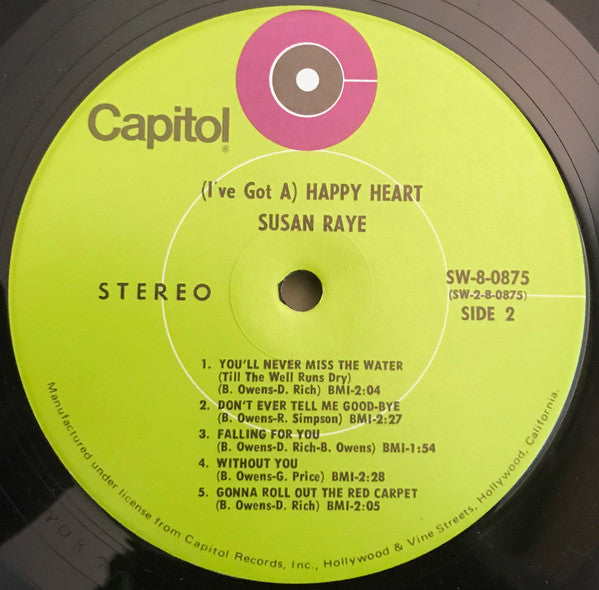 Capitol®
(I've Got A) HAPPY HEART
SUSAN RAYE
STEREO
SW-8-0875
(SW-2-8-0875)
SIDE 2
1. YOU'LL NEVER MISS THE WATER
(Till The Well Runs Dry)
(B. Owens-D. Rich) BMI-2:04
2. DON'T EVER TELL ME GOOD-BYE
(B. Owens-R. Simpson) BMI-2:27
3. FALLING FOR YOU
(B. Owens-D. Rich-B. Owens) BMI-1:54
4. WITHOUT YOU
(B. Owens-G. Price) BMI-2:28
5. GONNA ROLL OUT THE RED CARPET
(B. Owens-D. Rich) BMI-2:05
Manufactured under license from Capitol Records, Inc., Hollywood & Vine Streets, Hollywood, California.